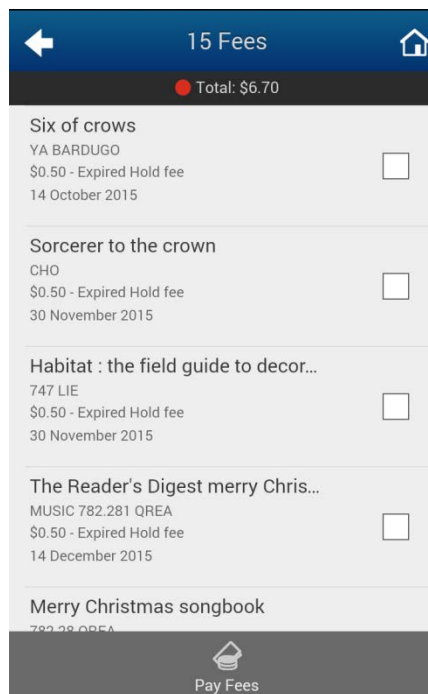 15 Fees
Total: $6.70
Six of crows
YA BARDUGO
$0.50 - Expired Hold fee
14 October 2015
Sorcerer to the crown
CHO
$0.50 - Expired Hold fee
30 November 2015
Habitat : the field guide to decor...
747 LIE
$0.50 - Expired Hold fee
30 November 2015
The Reader's Digest merry Chris...
MUSIC 782.281 QREA
$0.50 - Expired Hold fee
14 December 2015
Merry Christmas songbook
782.28 QREA
Pay Fees